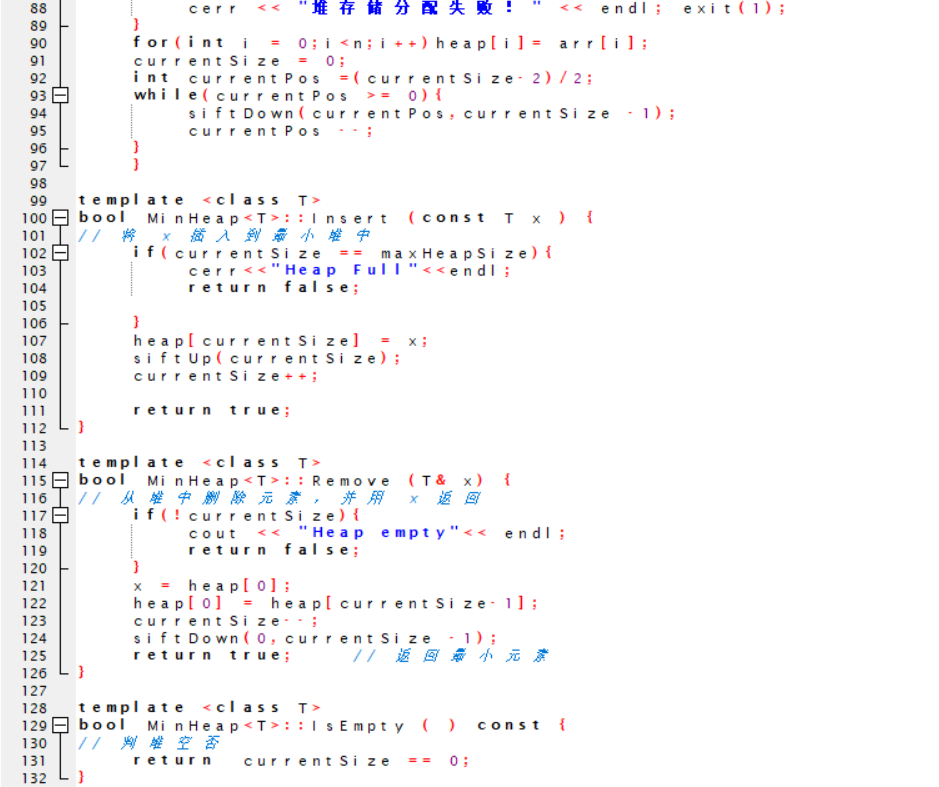 88 cerr << "堆存储分配失败！" << endl; exit(1);
89 }
90 for(int i = 0;i<n;i++)heap[i]= arr[i];
91 currentSize = 0;
92 int currentPos =(currentSize-2)/2;
93 while(currentPos >= 0){
94 siftDown(currentPos,currentSize -1);
95 currentPos --;
96 }
97 }
98
99 template <class T>
100 bool MinHeap<T>::Insert (const T x ) {
101 // 将 x 插入到最小堆中
102 if(currentSize == maxHeapSize){
103 cerr<<"Heap Full"<<endl;
104 return false;
105
106 }
107 heap[currentSize] = x;
108 siftUp(currentSize);
109 currentSize++;
110
111 return true;
112 }
113
114 template <class T>
115 bool MinHeap<T>::Remove (T& x) {
116 // 从堆中删除元素, 并用 x 返回
117 if(!currentSize){
118 cout << "Heap empty"<< endl;
119 return false;
120 }
121 x = heap[0];
122 heap[0] = heap[currentSize-1];
123 currentSize--;
124 siftDown(0,currentSize -1);
125 return true; // 返回最小元素
126 }
127
128 template <class T>
129 bool MinHeap<T>::IsEmpty ( ) const {
130 // 判堆空否
131 return currentSize == 0;
132 }